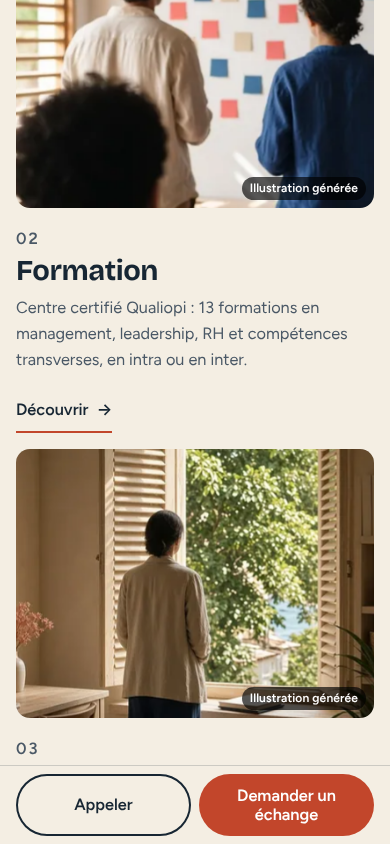 Illustration générée
02
Formation
Centre certifié Qualiopi : 13 formations en
management, leadership, RH et compétences
transverses, en intra ou en inter.
Découvrir →
Illustration générée
03
Appeler
Demander un
échange